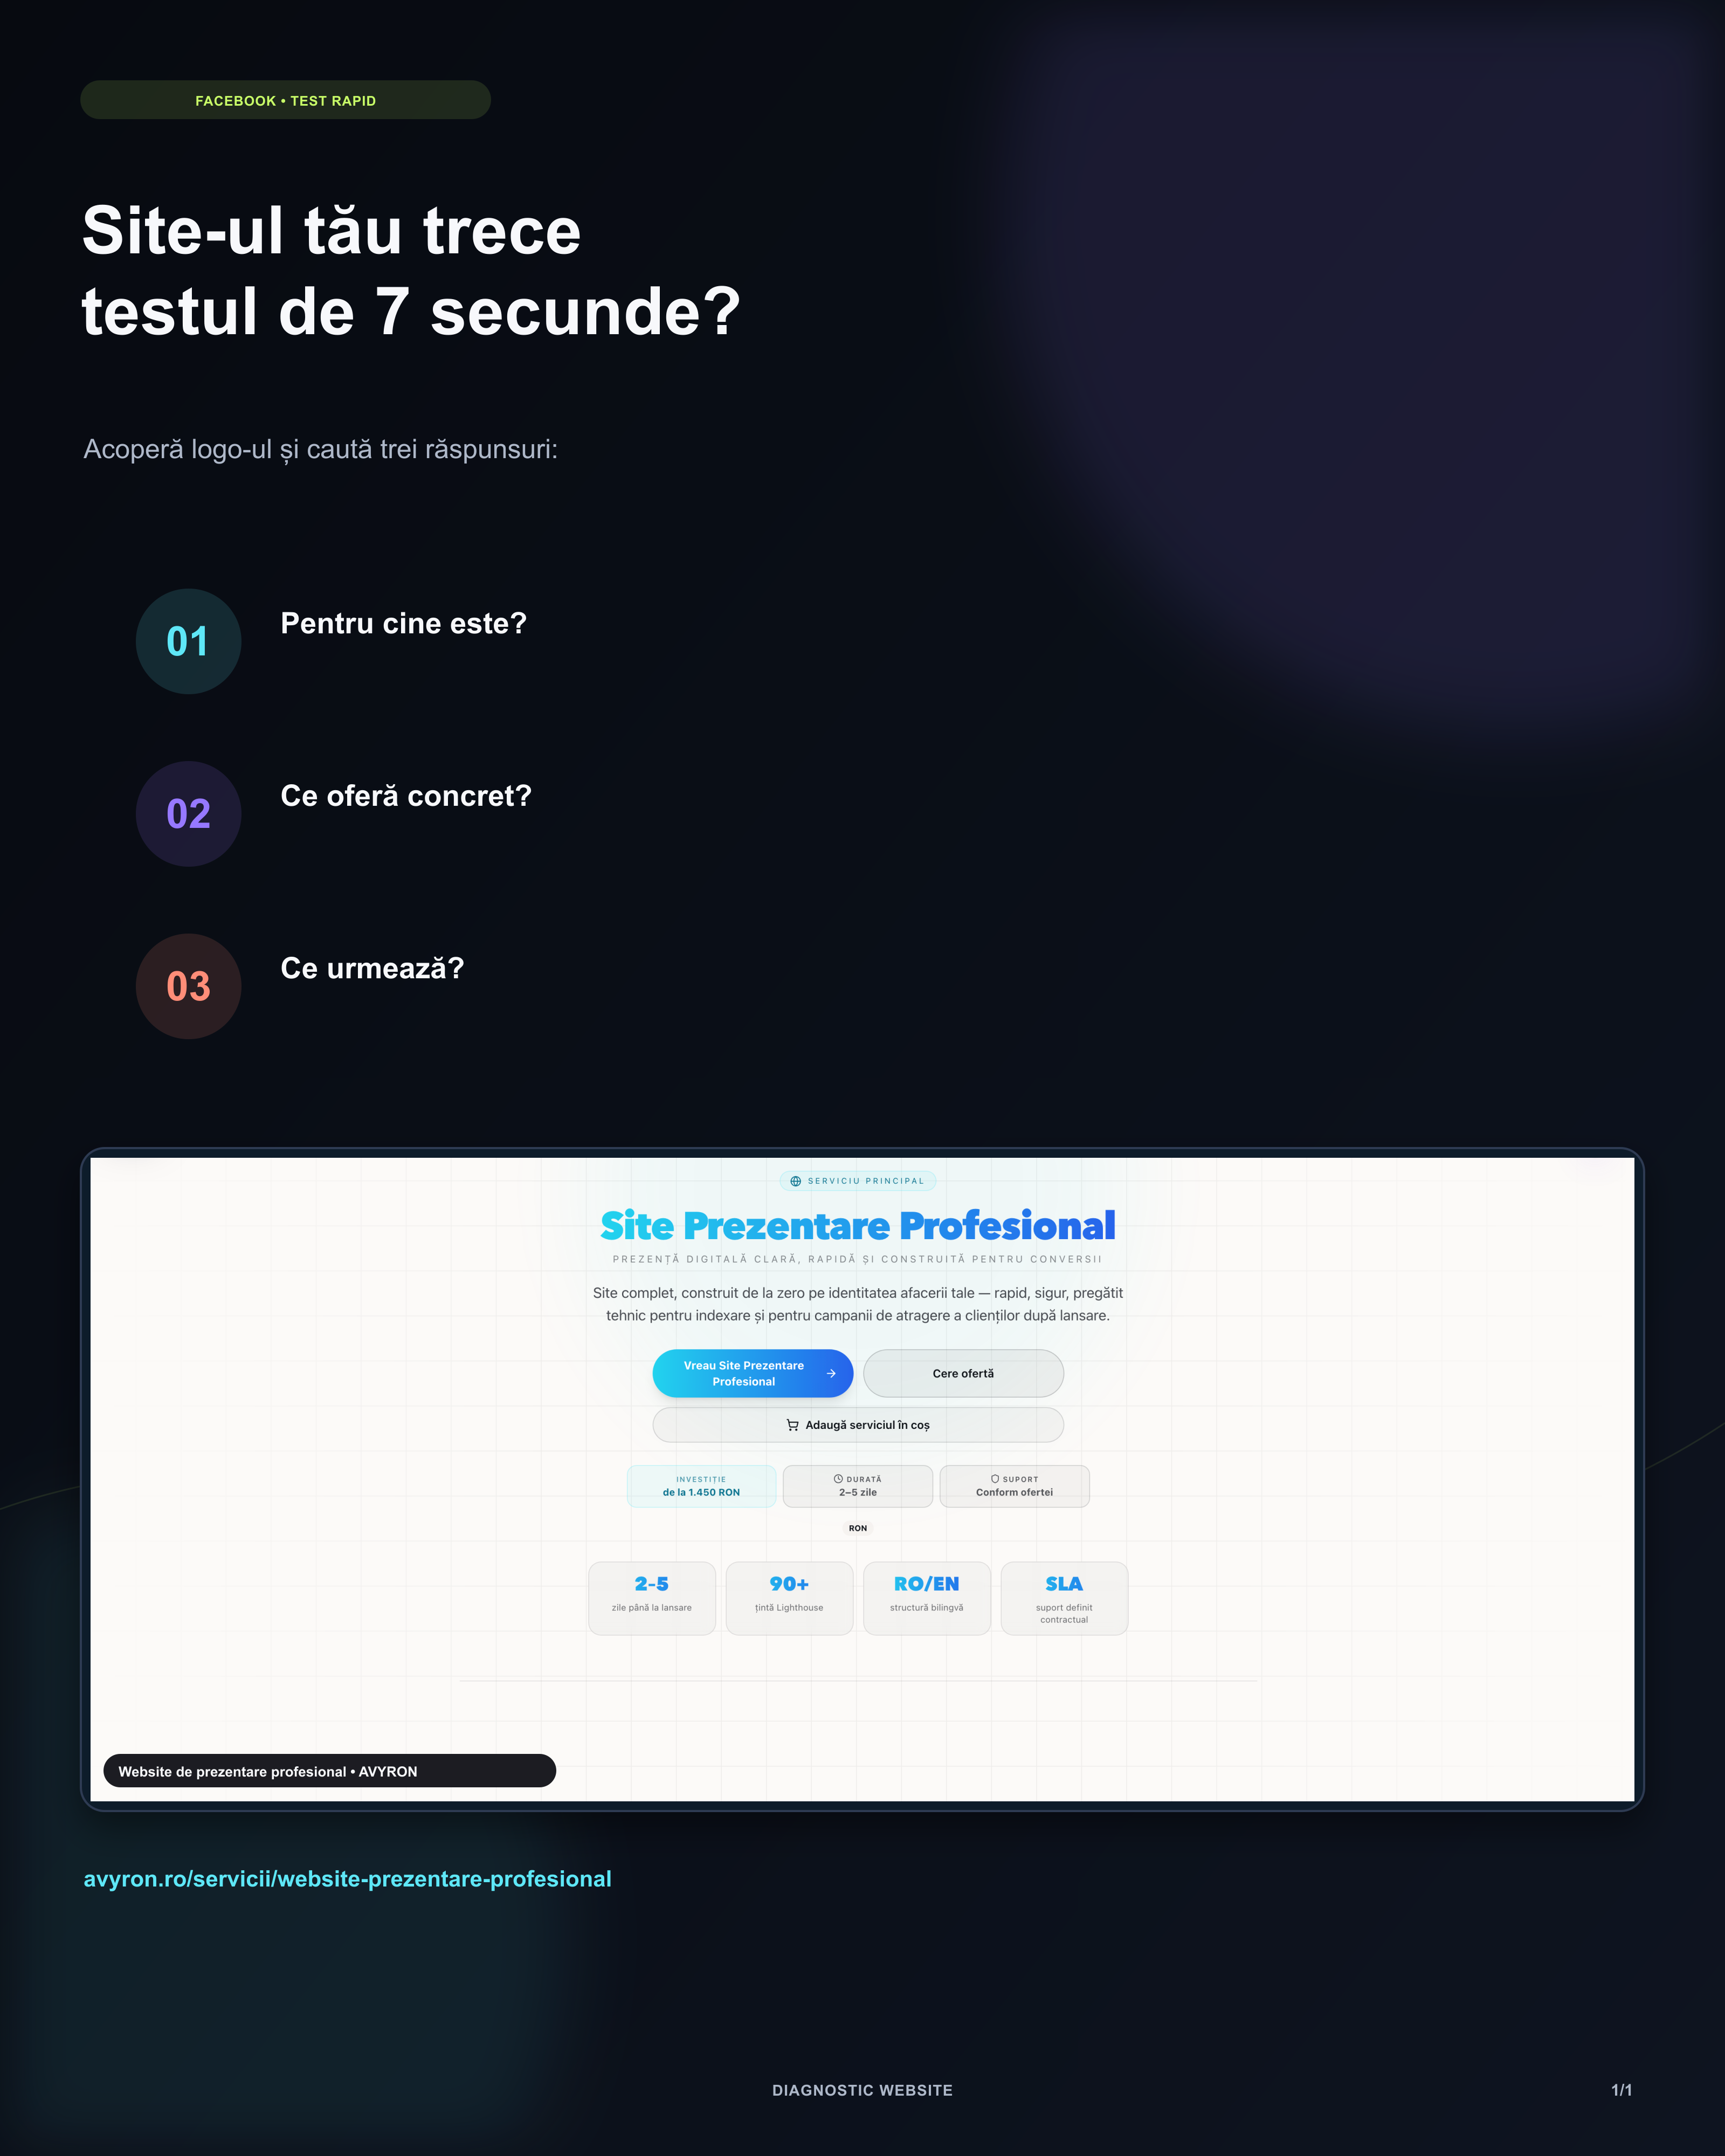 FACEBOOK • TEST RAPID
Site-ul tău trece
testul de 7 secunde?
Acoperă logo-ul și caută trei răspunsuri:
01
Pentru cine este?
02
Ce oferă concret?
03
Ce urmează?
SERVICIU PRINCIPAL
Site Prezentare Profesional
PREZENȚĂ DIGITALĂ CLARĂ, RAPIDĂ ȘI CONSTRUITĂ PENTRU CONVERSII
Site complet, construit de la zero pe identitatea afacerii tale — rapid, sigur, pregătit
tehnic pentru indexare și pentru campanii de atragere a clienților după lansare.
Vreau Site Prezentare
Profesional
Cere ofertă
Adaugă serviciul în coș
INVESTIȚIE
de la 1.450 RON
DURATĂ
2–5 zile
SUPORT
Conform ofertei
RON
2-5
zile până la lansare
90+
țintă Lighthouse
RO/EN
structură bilingvă
SLA
suport definit
contractual
Website de prezentare profesional • AVYRON
avyron.ro/servicii/website-prezentare-profesional
DIAGNOSTIC WEBSITE
1/1